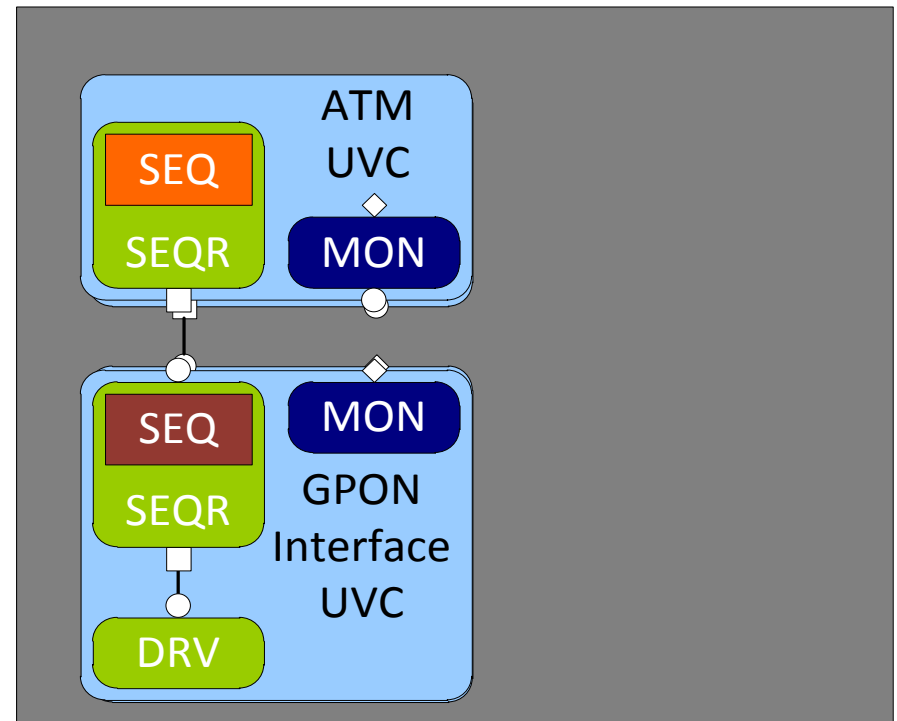 ATM
UVC
SEQ
SEQR
MON
SEQ
SEQR
MON
GPON
Interface
UVC
DRV